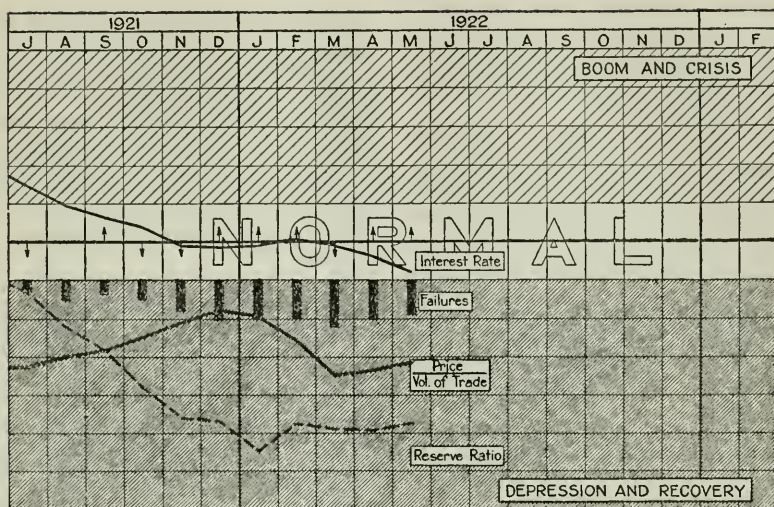 1921 1922
J A S O N D J F M A M J J A S O N D J F
BOOM AND CRISIS
NORMAL
Interest Rate
Failures
Price
Vol. of Trade
Reserve Ratio
DEPRESSION AND RECOVERY